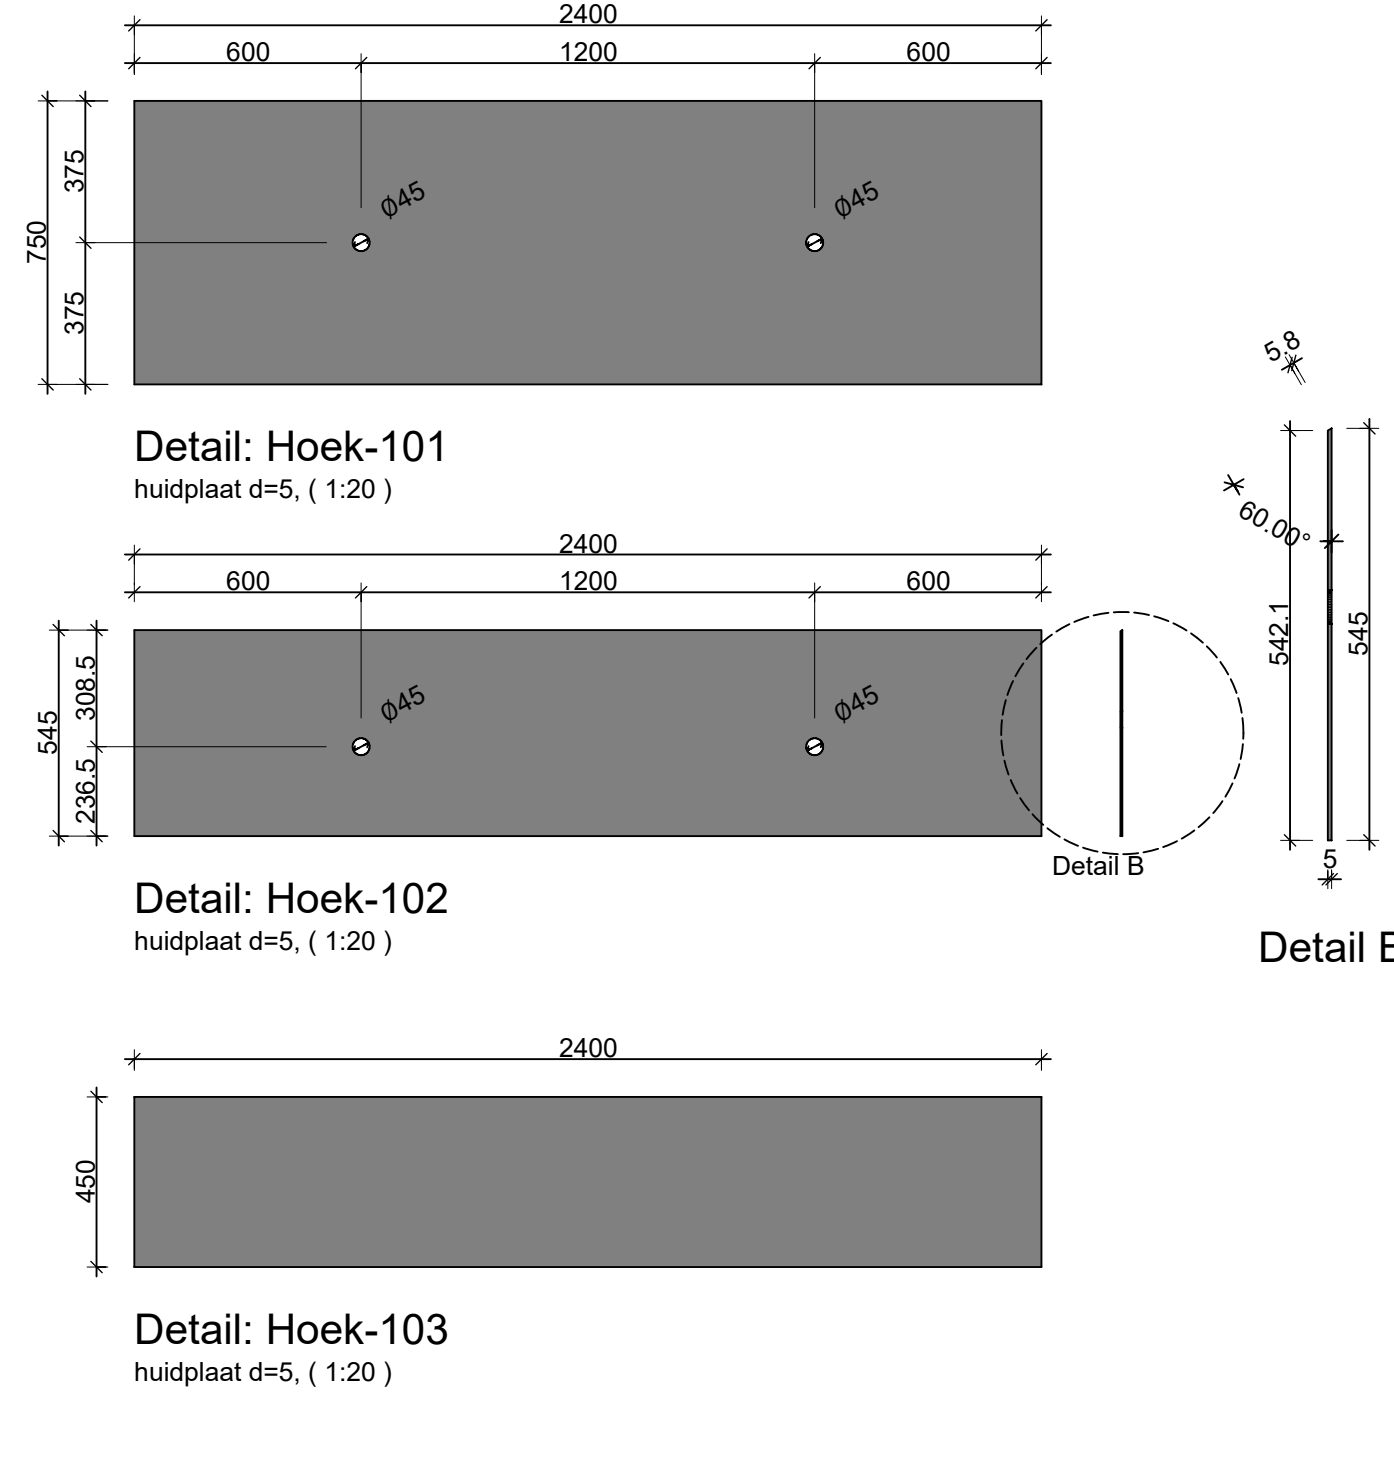 2400
600 1200 600
750
375
375
Ø45
Ø45
Detail: Hoek-101
huidplaat d=5, ( 1:20 )
2400
600 1200 600
545
308.5
236.5
Ø45
Ø45
Detail B
Detail: Hoek-102
huidplaat d=5, ( 1:20 )
5.8
60.00°
542.1
545
5
Detail
2400
450
Detail: Hoek-103
huidplaat d=5, ( 1:20 )